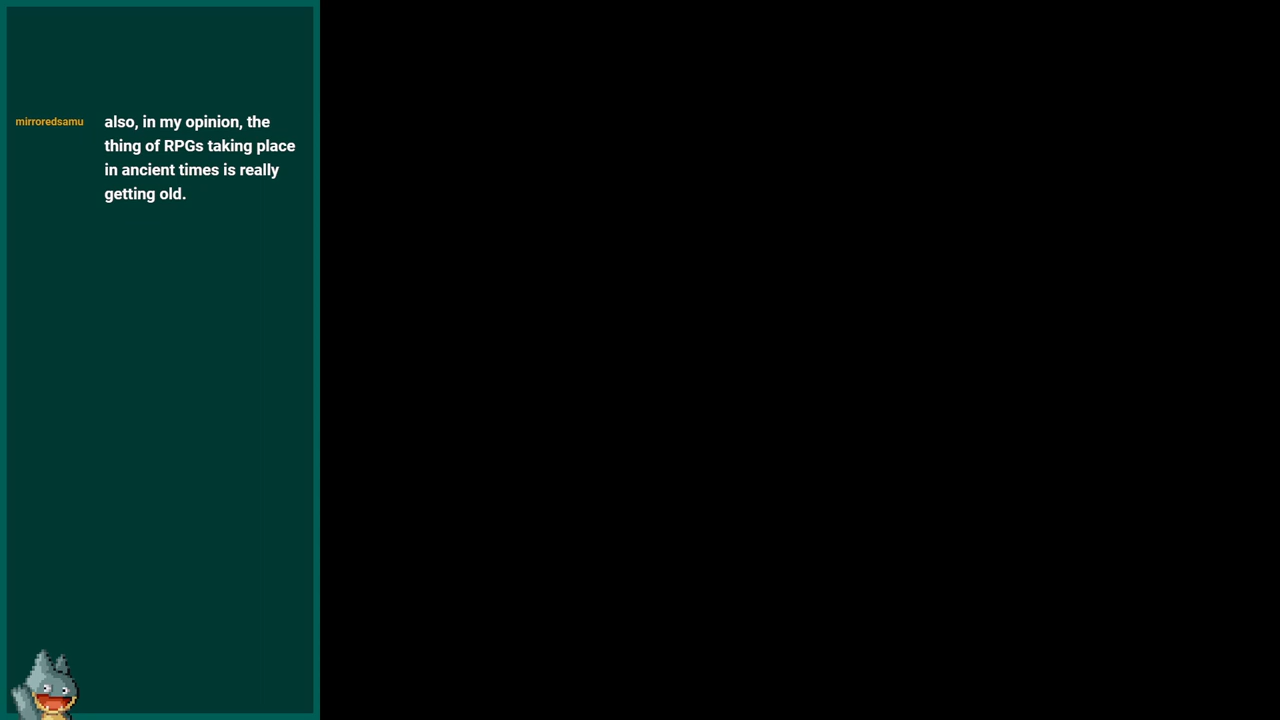 mirroredsamu
also, in my opinion, the
thing of RPGs taking place
in ancient times is really
getting old.